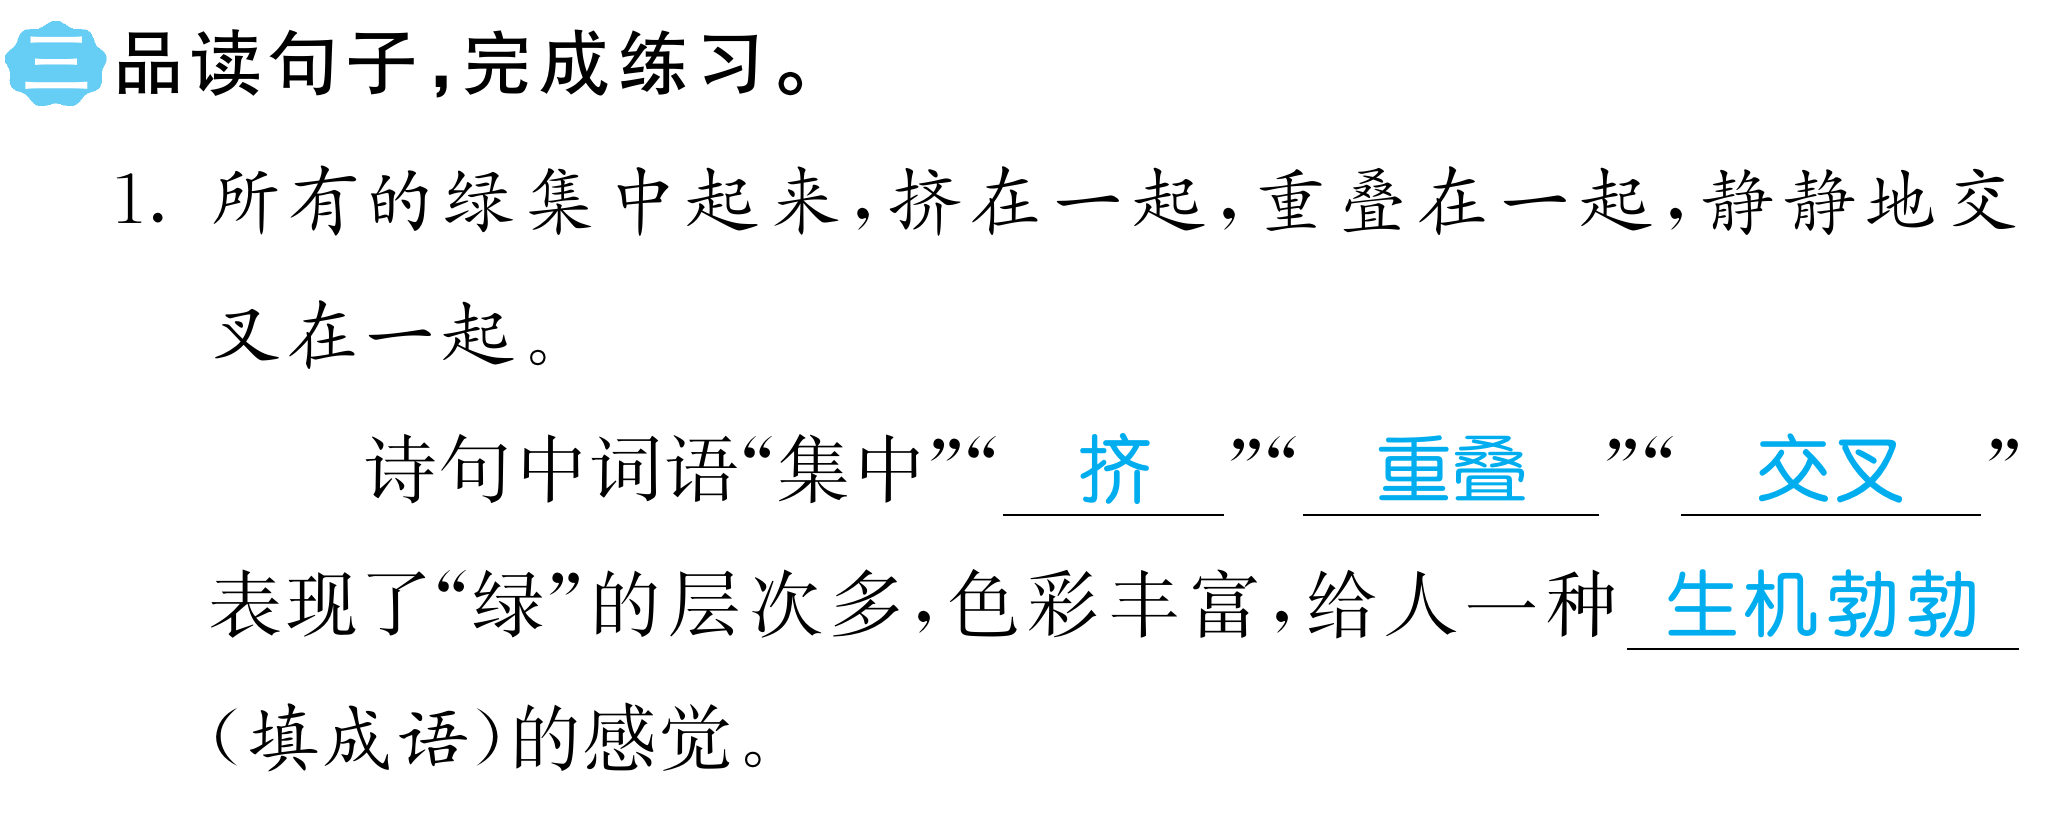 三 品读句子,完成练习。
1. 所有的绿集中起来,挤在一起,重叠在一起,静静地交
叉在一起。
诗句中词语“集中”“ 挤 ”“ 重叠 ”“ 交叉 ”
表现了“绿”的层次多,色彩丰富,给人一种 生机勃勃
(填成语)的感觉。